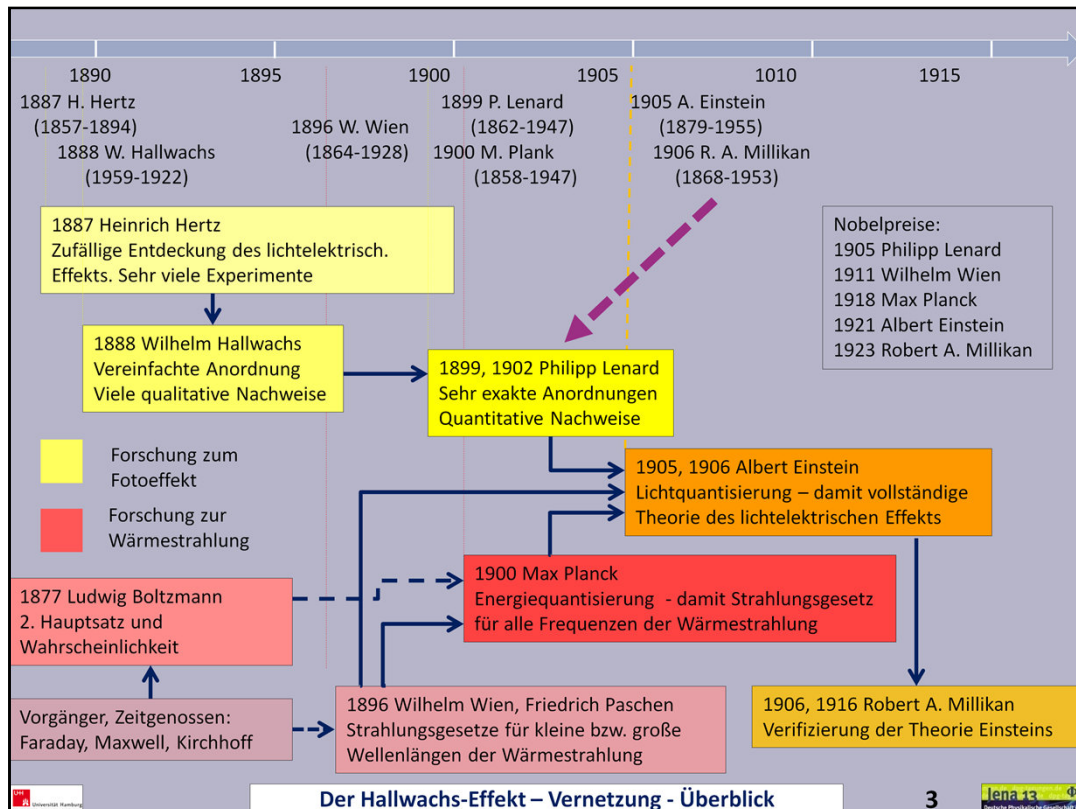 1890 1895 1900 1905 1010 1915
1887 H. Hertz
(1857-1894)
1888 W. Hallwachs
(1959-1922)
1896 W. Wien
(1864-1928)
1899 P. Lenard
(1862-1947)
1900 M. Plank
(1858-1947)
1905 A. Einstein
(1879-1955)
1906 R. A. Millikan
(1868-1953)
1887 Heinrich Hertz
Zufällige Entdeckung des lichtelektrisch.
Effekts. Sehr viele Experimente
Nobelpreise:
1905 Philipp Lenard
1911 Wilhelm Wien
1918 Max Planck
1921 Albert Einstein
1923 Robert A. Millikan
1888 Wilhelm Hallwachs
Vereinfachte Anordnung
Viele qualitative Nachweise
1899, 1902 Philipp Lenard
Sehr exakte Anordnungen
Quantitative Nachweise
Forschung zum
Fotoeffekt
Forschung zur
Wärmestrahlung
1905, 1906 Albert Einstein
Lichtquantisierung – damit vollständige
Theorie des lichtelektrischen Effekts
1900 Max Planck
Energiequantisierung - damit Strahlungsgesetz
für alle Frequenzen der Wärmestrahlung
1877 Ludwig Boltzmann
2. Hauptsatz und
Wahrscheinlichkeit
Vorgänger, Zeitgenossen:
Faraday, Maxwell, Kirchhoff
1896 Wilhelm Wien, Friedrich Paschen
Strahlungsgesetze für kleine bzw. große
Wellenlängen der Wärmestrahlung
1906, 1916 Robert A. Millikan
Verifizierung der Theorie Einsteins
UH
Universität Hamburg
Der Hallwachs-Effekt – Vernetzung - Überblick
3
Jena 13
Deutsche Physikalische Gesellschaft